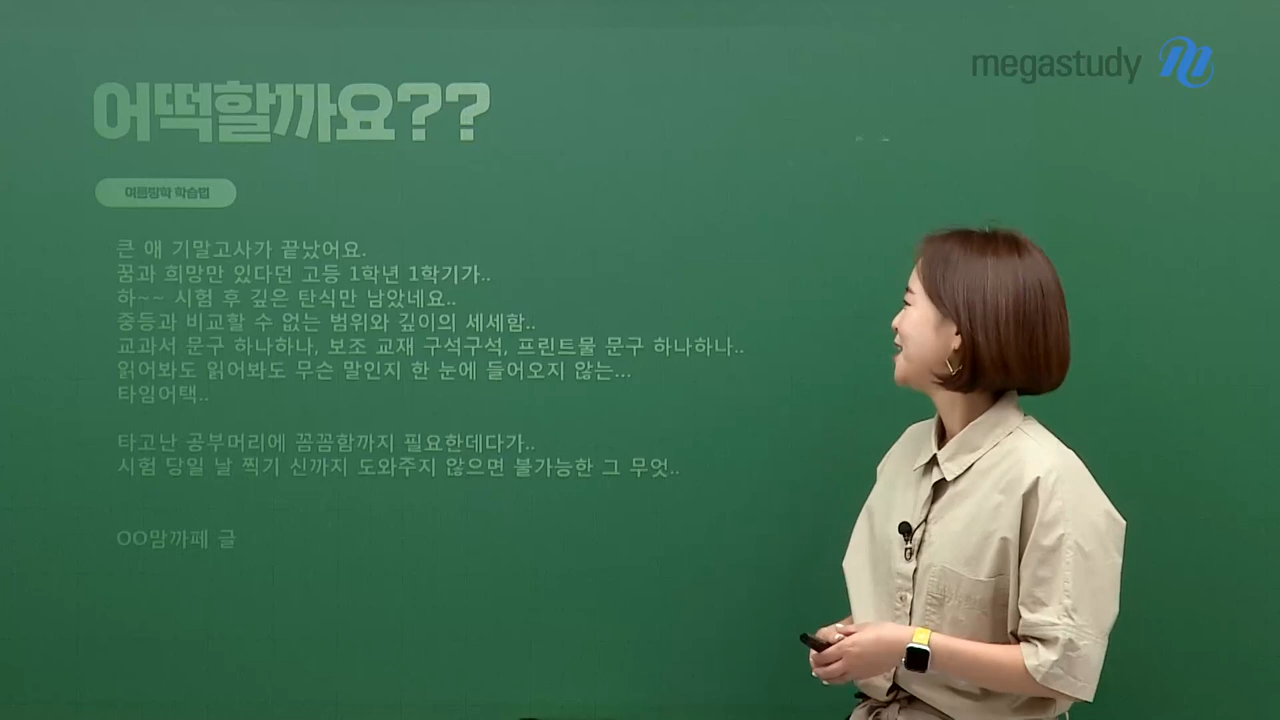 megastudy
어떡할까요??
여름방학 학습법
큰 애 기말고사가 끝났어요.
꿈과 희망만 있다던 고등 1학년 1학기가..
하~~ 시험 후 깊은 탄식만 남았네요..
중등과 비교할 수 없는 범위와 깊이의 세세함..
교과서 문구 하나하나, 보조 교재 구석구석, 프린트물 문구 하나하나..
읽어봐도 읽어봐도 무슨 말인지 한 눈에 들어오지 않는...
타임어택..
타고난 공부머리에 꼼꼼함까지 필요한데다가..
시험 당일 날 찍기 신까지 도와주지 않으면 불가능한 그 무엇..
OO맘까페 글